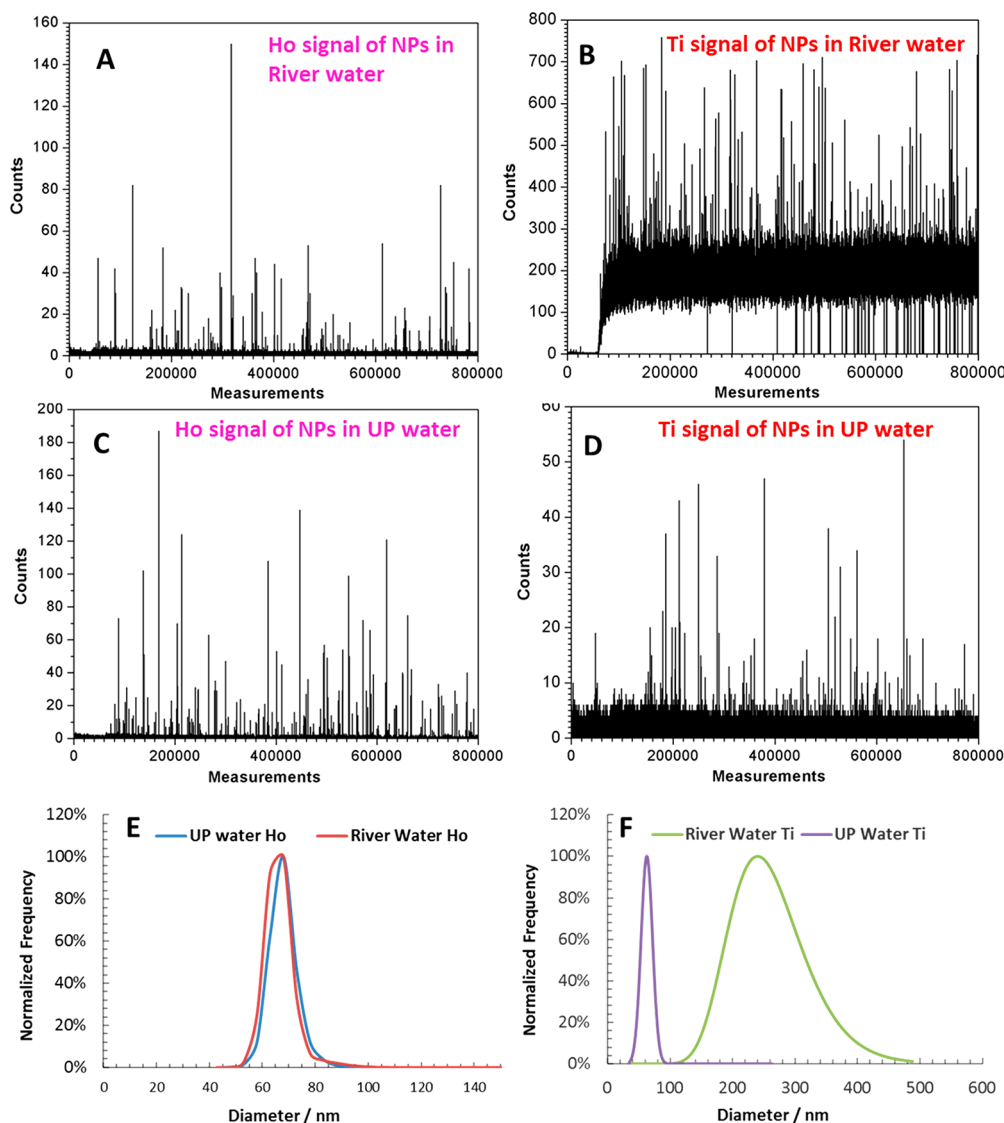 A
Ho signal of NPs in
River water
160
140
120
100
80
60
40
20
0
Counts
0 200000 400000 600000 800000
Mesurements
B
Ti signal of NPs in River water
800
700
600
500
400
300
200
100
0
Counts
0 200000 400000 600000 800000
Mesurements
C
Ho signal of NPs in UP water
200
180
160
140
120
100
80
60
40
20
0
Counts
0 200000 400000 600000 800000
Measurements
D
Ti signal of NPs in UP water
60
50
40
30
20
10
0
Counts
0 200000 400000 600000 800000
Measurements
E
UP water Ho River Water Ho
120%
100%
80%
60%
40%
20%
0%
Normalized Frequency
0 20 40 60 80 100 120 140
Diameter / nm
F
River Water Ti UP Water Ti
120%
100%
80%
60%
40%
20%
0%
Normalized Frequency
0 100 200 300 400 500 600
Diameter / nm